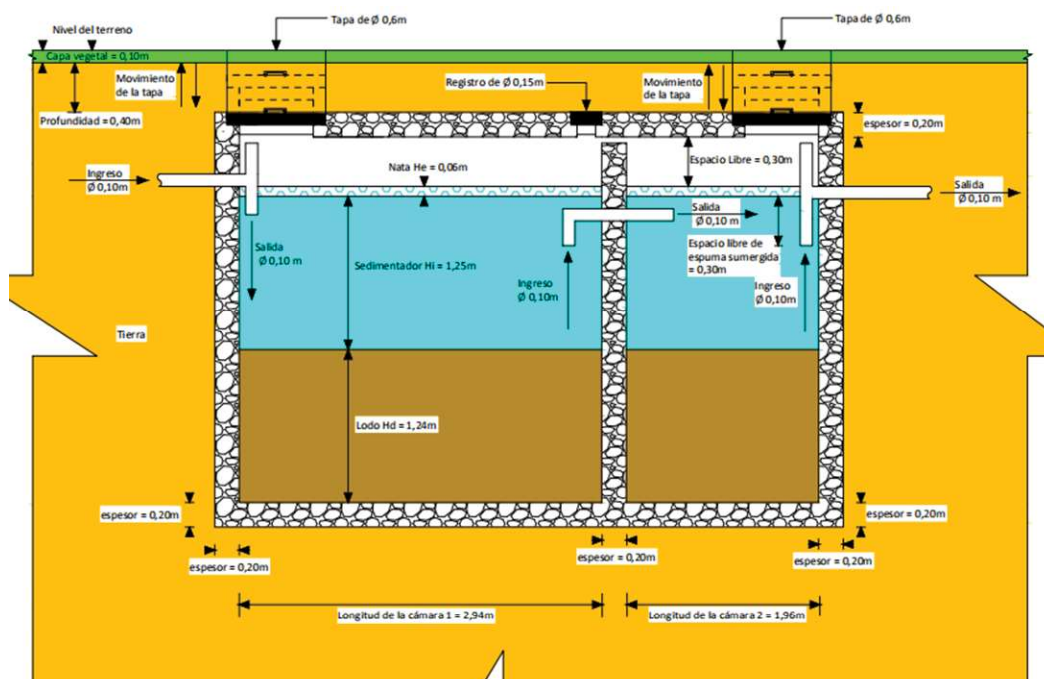 Tapa de Ø 0,6m
Tapa de Ø 0,6m
Nivel del terreno
Capa vegetal = 0,10m
Movimiento
de la tapa
Registro de Ø 0,15m
Movimiento
de la tapa
Profundidad = 0,40m
espesor = 0,20m
Ingreso
Ø 0,10m
Nata He = 0,06m
Espacio Libre = 0,30m
Salida
Ø 0,10 m
Salida
Ø 0,10 m
Salida
Ø 0,10 m
Espacio libre de
espuma sumergida
= 0,30m
Sedimentador Hi = 1,25m
Ingreso
Ø 0,10m
Ingreso
Ø 0,10m
Tierra
Lodo Hd = 1,24m
espesor = 0,20m
espesor = 0,20m
espesor = 0,20m
espesor = 0,20m
espesor = 0,20m
Longitud de la cámara 1 = 2,94m
Longitud de la cámara 2 = 1,96m